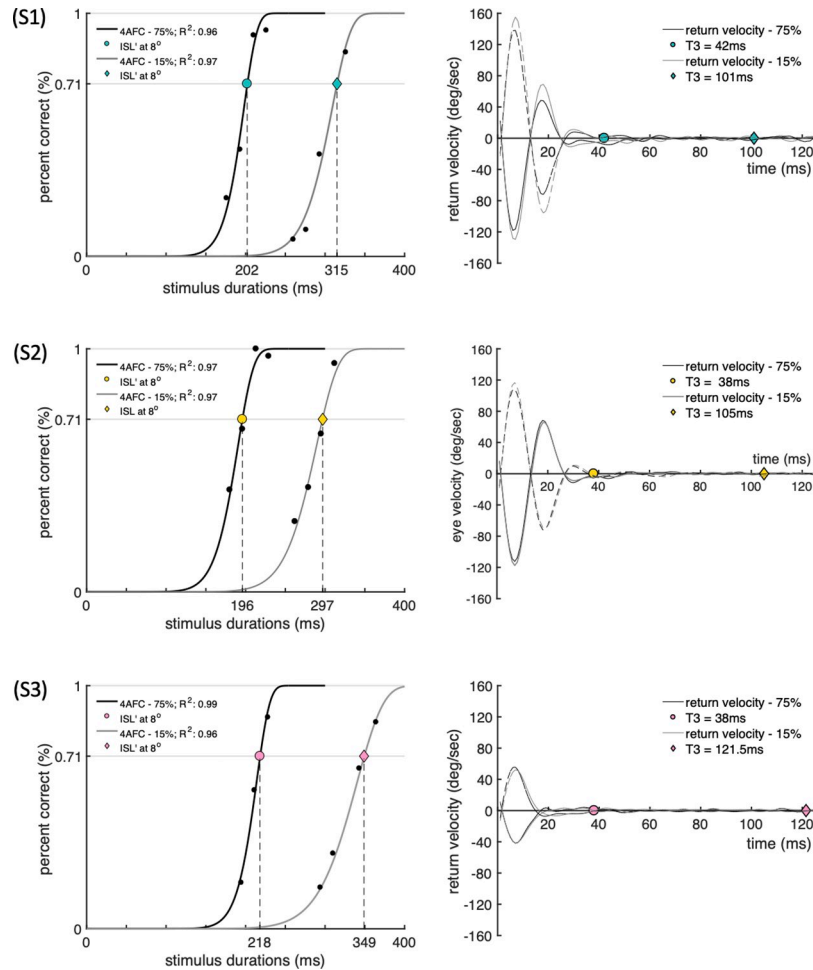 (S1)
1
0.71
0
percent correct (%)
4AFC - 75%; R²: 0.96
ISL' at 8°
4AFC - 15%; R²: 0.97
ISL' at 8°
0
202
315
400
stimulus durations (ms)
160
120
80
40
0
-40
-80
-120
-160
return velocity (deg/sec)
return velocity - 75%
T3 = 42ms
return velocity - 15%
T3 = 101ms
20
40
60
80
100
120
time (ms)
(S2)
1
0.71
0
percent correct (%)
4AFC - 75%; R²: 0.97
ISL' at 8°
4AFC - 15%; R²: 0.97
ISL at 8°
0
196
297
400
stimulus durations (ms)
160
120
80
40
0
-40
-80
-120
-160
eye velocity (deg/sec)
return velocity - 75%
T3 = 38ms
return velocity - 15%
T3 = 105ms
time (ms)
20
40
60
80
100
120
(S3)
1
0.71
0
percent correct (%)
4AFC - 75%; R²: 0.99
ISL' at 8°
4AFC - 15%; R²: 0.96
ISL' at 8°
0
218
349
400
stimulus durations (ms)
160
120
80
40
0
-40
-80
-120
-160
return velocity (deg/sec)
return velocity - 75%
T3 = 38ms
return velocity - 15%
T3 = 121.5ms
20
40
60
80
100
120
time (ms)